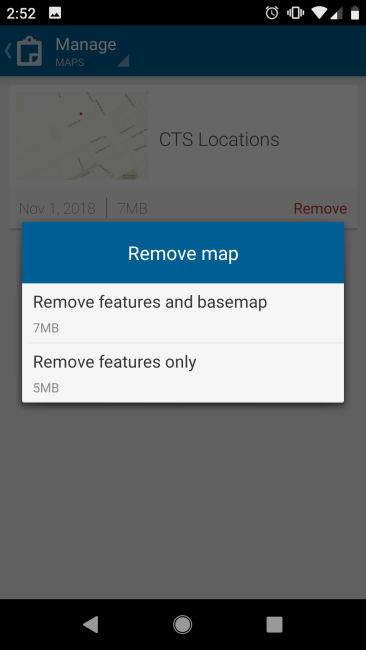 2:52
Manage
MAPS
CTS Locations
Nov 1, 2018 | 7MB Remove
Remove map
Remove features and basemap
7MB
Remove features only
5MB